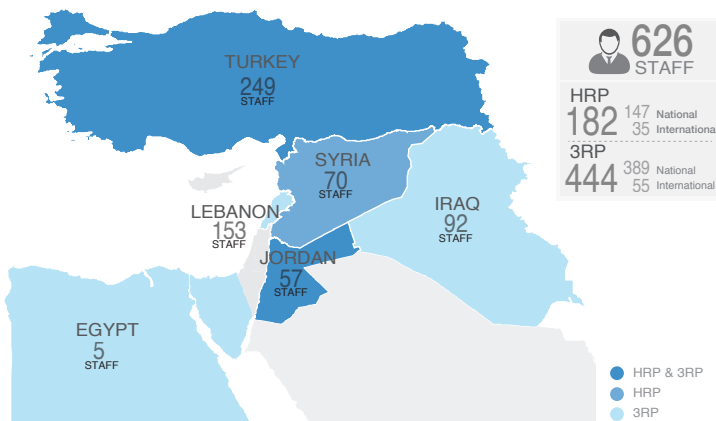 TURKEY
249
STAFF
626
STAFF
HRP
182
147 National
35 Internationa
3RP
444
389 National
55 International
SYRIA
70
STAFF
LEBANON
153
STAFF
IRAQ
92
STAFF
JORDAN
57
STAFF
EGYPT
5
STAFF
HRP & 3RP
HRP
3RP